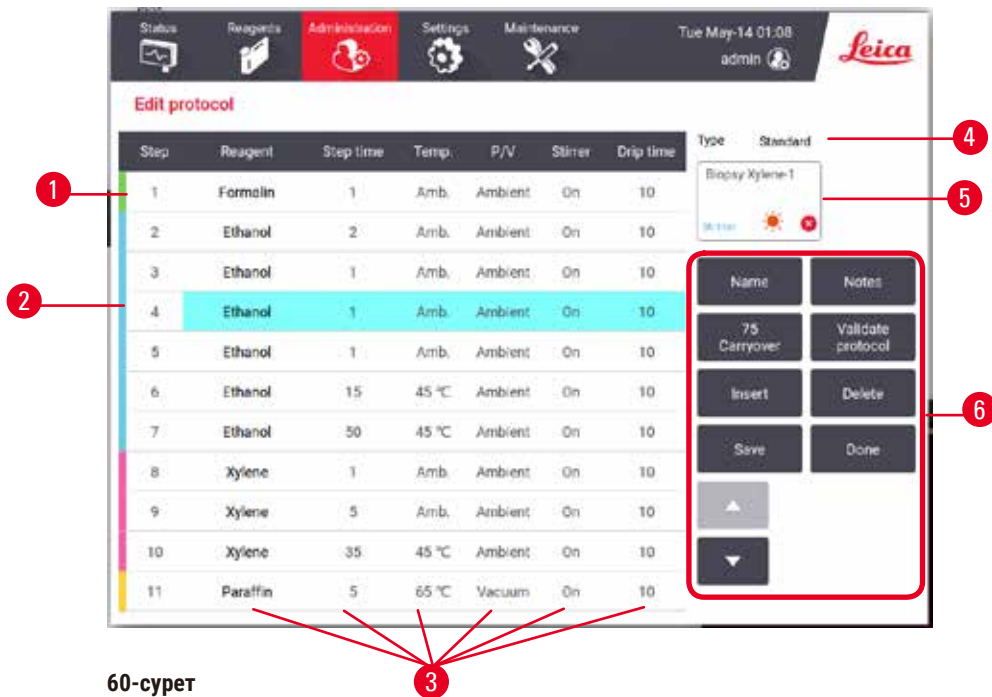 Status Reagents Administration Settings Maintenance Tue May-14 01:08
admin Leica
Edit protocol
Step Reagent Step time Temp. P/V Stirrer Drip time
Type Standard
4
Biopsy Xylene-1
5
1
1 Formalin 1 Amb. Ambient On 10
2 Ethanol 2 Amb. Ambient On 10
3 Ethanol 1 Amb. Ambient On 10
2
4 Ethanol 1 Amb. Ambient On 10
5 Ethanol 1 Amb. Ambient On 10
6 Ethanol 15 45 °C Ambient On 10
7 Ethanol 50 45 °C Ambient On 10
8 Xylene 1 Amb. Ambient On 10
9 Xylene 5 Amb. Ambient On 10
10 Xylene 35 45 °C Ambient On 10
11 Paraffin 5 65 °C Vacuum On 10
Name Notes
75 Validate
Carryover protocol
Insert Delete
6
Save Done
3
60-сурет